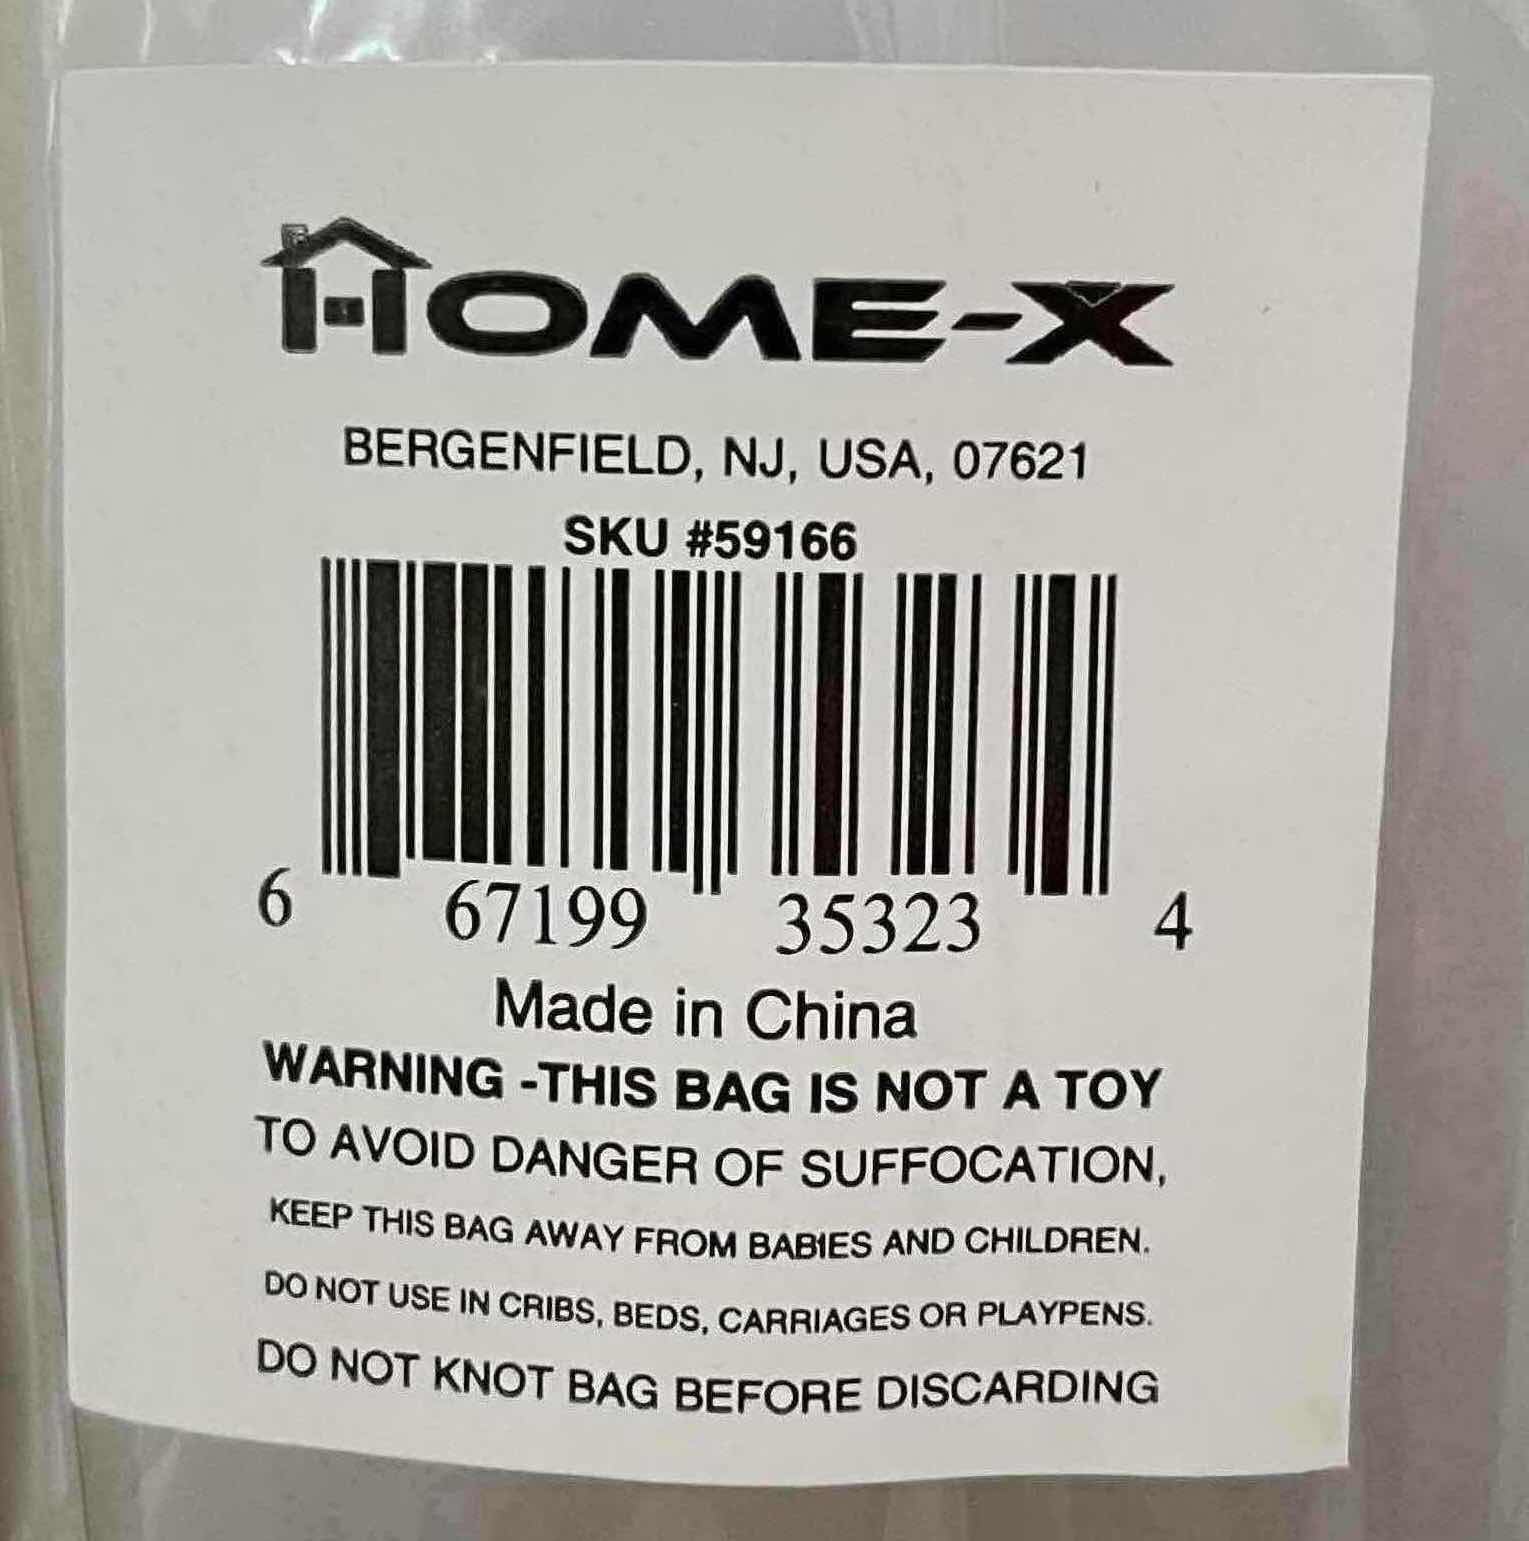 HOME-X
BERGENFIELD, NJ, USA, 07621
SKU #59166
6 67199 35323 4
Made in China
WARNING -THIS BAG IS NOT A TOY
TO AVOID DANGER OF SUFFOCATION,
KEEP THIS BAG AWAY FROM BABIES AND CHILDREN.
DO NOT USE IN CRIBS, BEDS, CARRIAGES OR PLAYPENS.
DO NOT KNOT BAG BEFORE DISCARDING